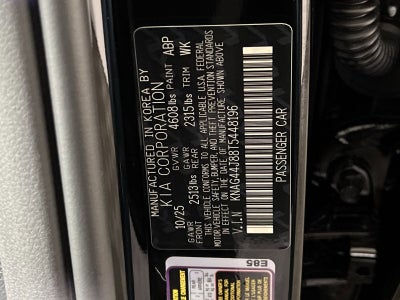 MANUFACTURED IN KOREA BY
KIA CORPORATION
10/25 GVWR 4608 lbs PAINT ABP
GAWR FRONT 2513 lbs GAWR REAR 2315 lbs TRIM WK
THIS VEHICLE CONFORMS TO ALL APPLICABLE U.S.A. FEDERAL
MOTOR VEHICLE SAFETY, BUMPER, AND THEFT PREVENTION STANDARDS
IN EFFECT ON THE DATE OF MANUFACTURE SHOWN ABOVE
V.I.N KNAG44J88T5448196
PASSENGER CAR
E85